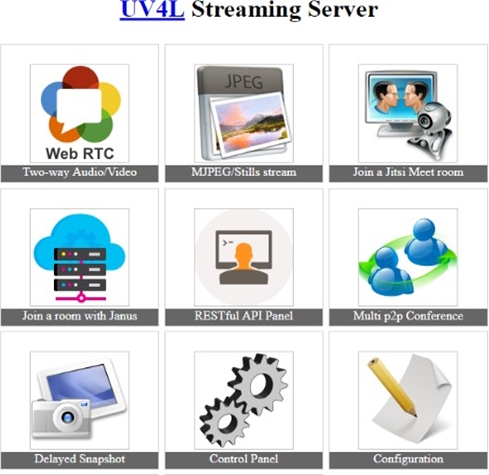 UV4L Streaming Server
JPEG
Web RTC
Two-way Audio/Video
MJPEG/Stills stream
Join a Jitsi Meet room
>_
Join a room with Janus
RESTful API Panel
Multi p2p Conference
Delayed Snapshot
Control Panel
Configuration